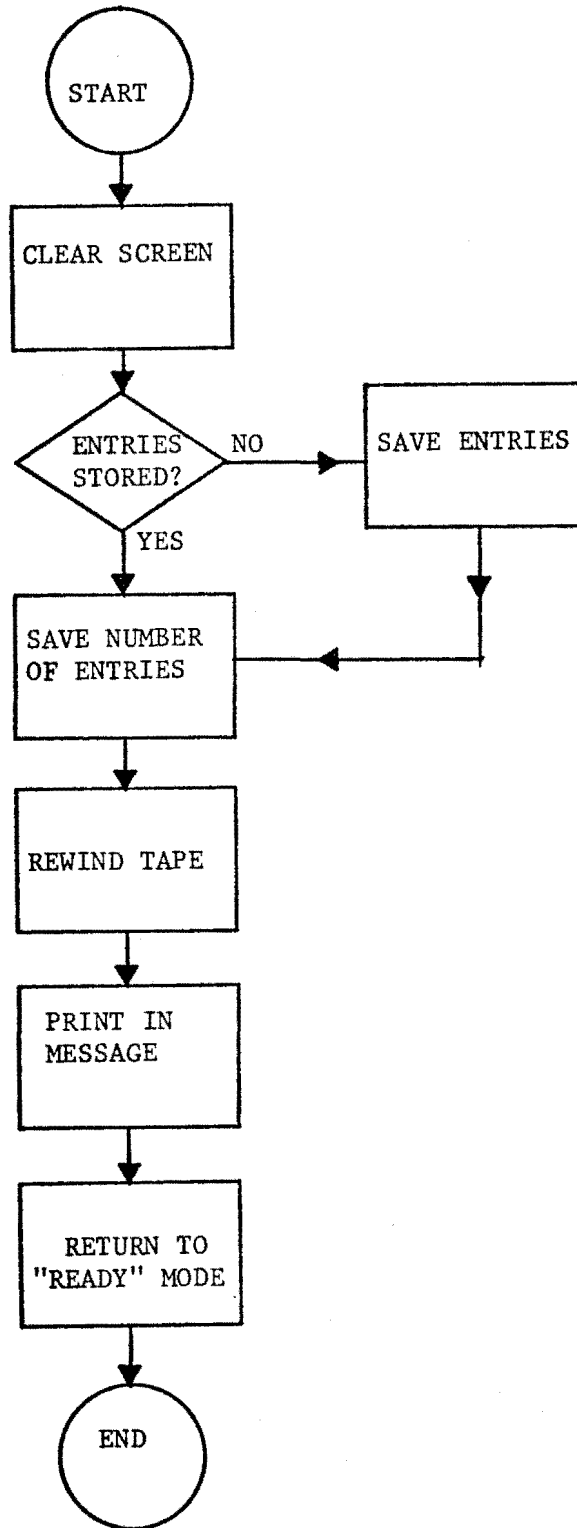 START
CLEAR SCREEN
ENTRIES
STORED?
NO
SAVE ENTRIES
YES
SAVE NUMBER
OF ENTRIES
REWIND TAPE
PRINT IN
MESSAGE
RETURN TO
"READY" MODE
END